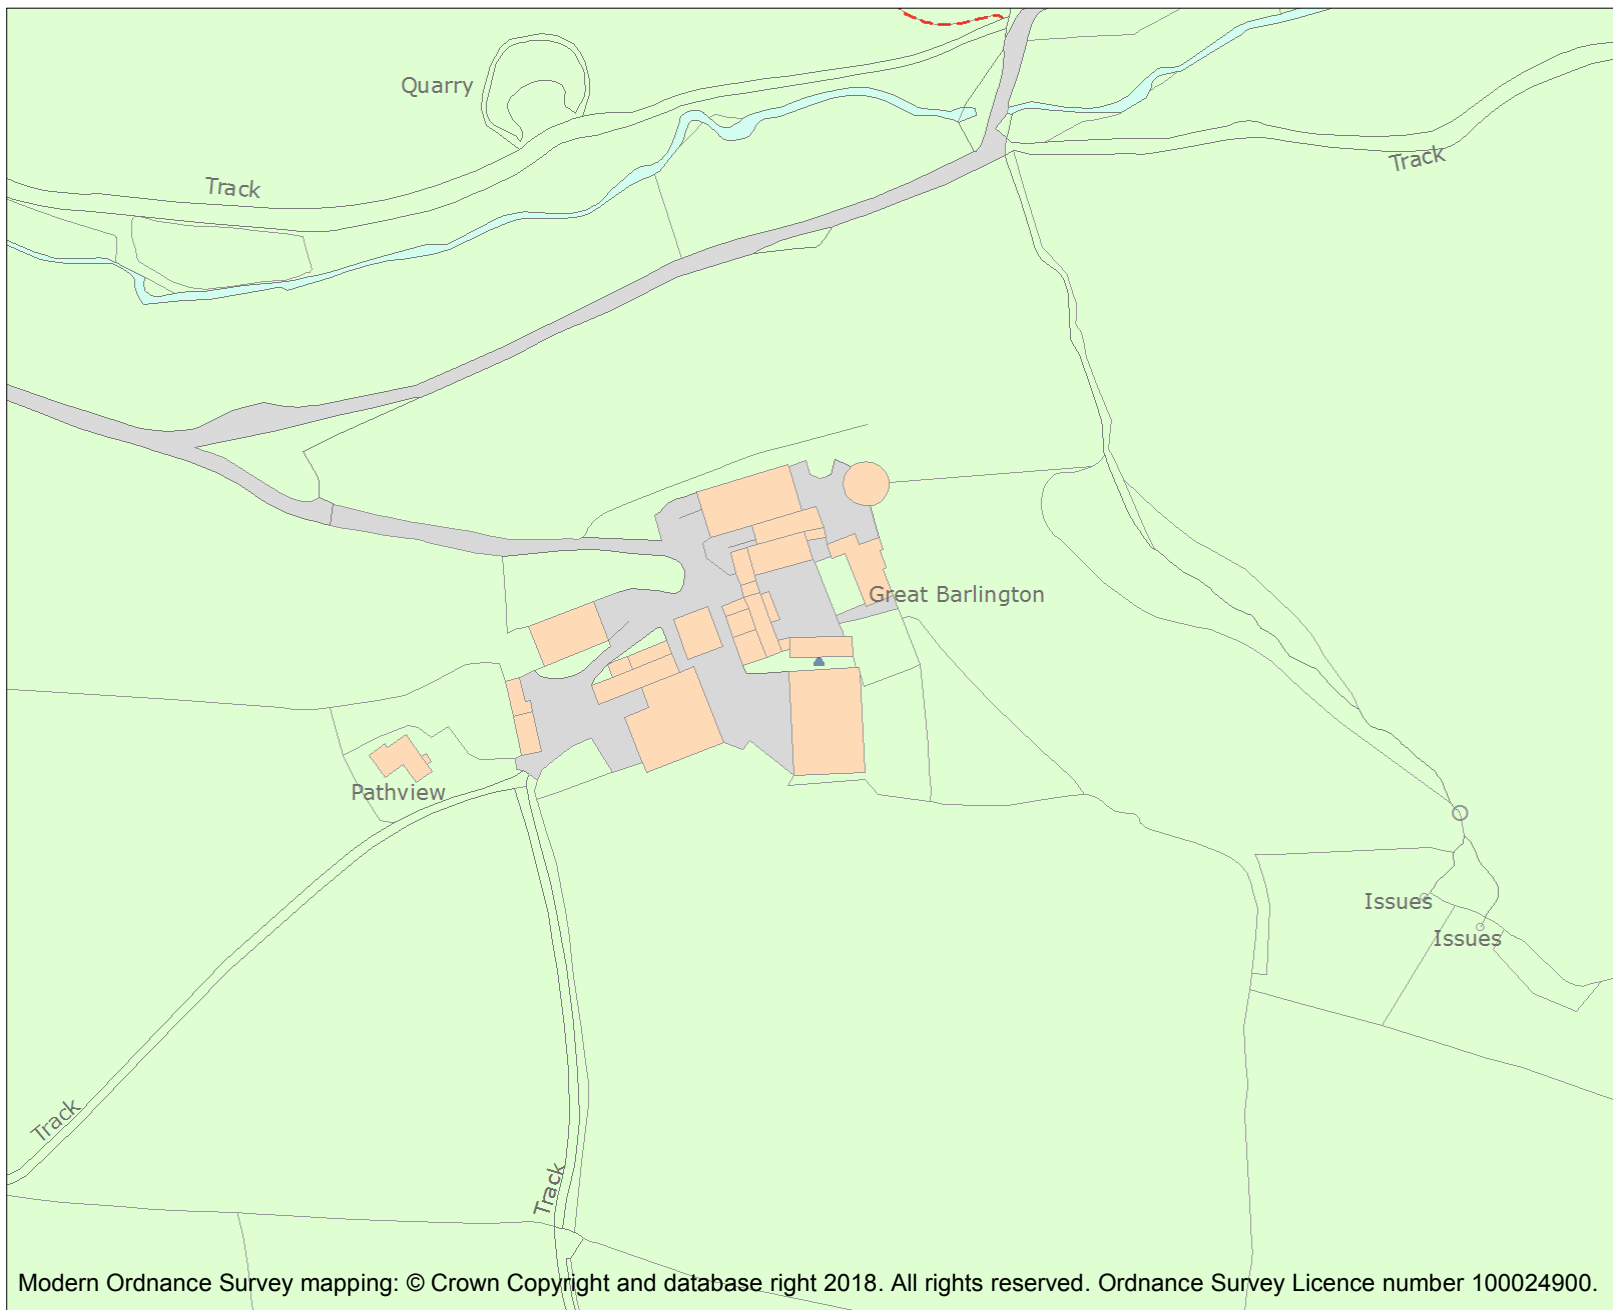 Quarry
Track
Track
Great Barlington
Pathview
Issues
Issues
Track
Track
Modern Ordnance Survey mapping: © Crown Copyright and database right 2018. All rights reserved. Ordnance Survey Licence number 100024900.